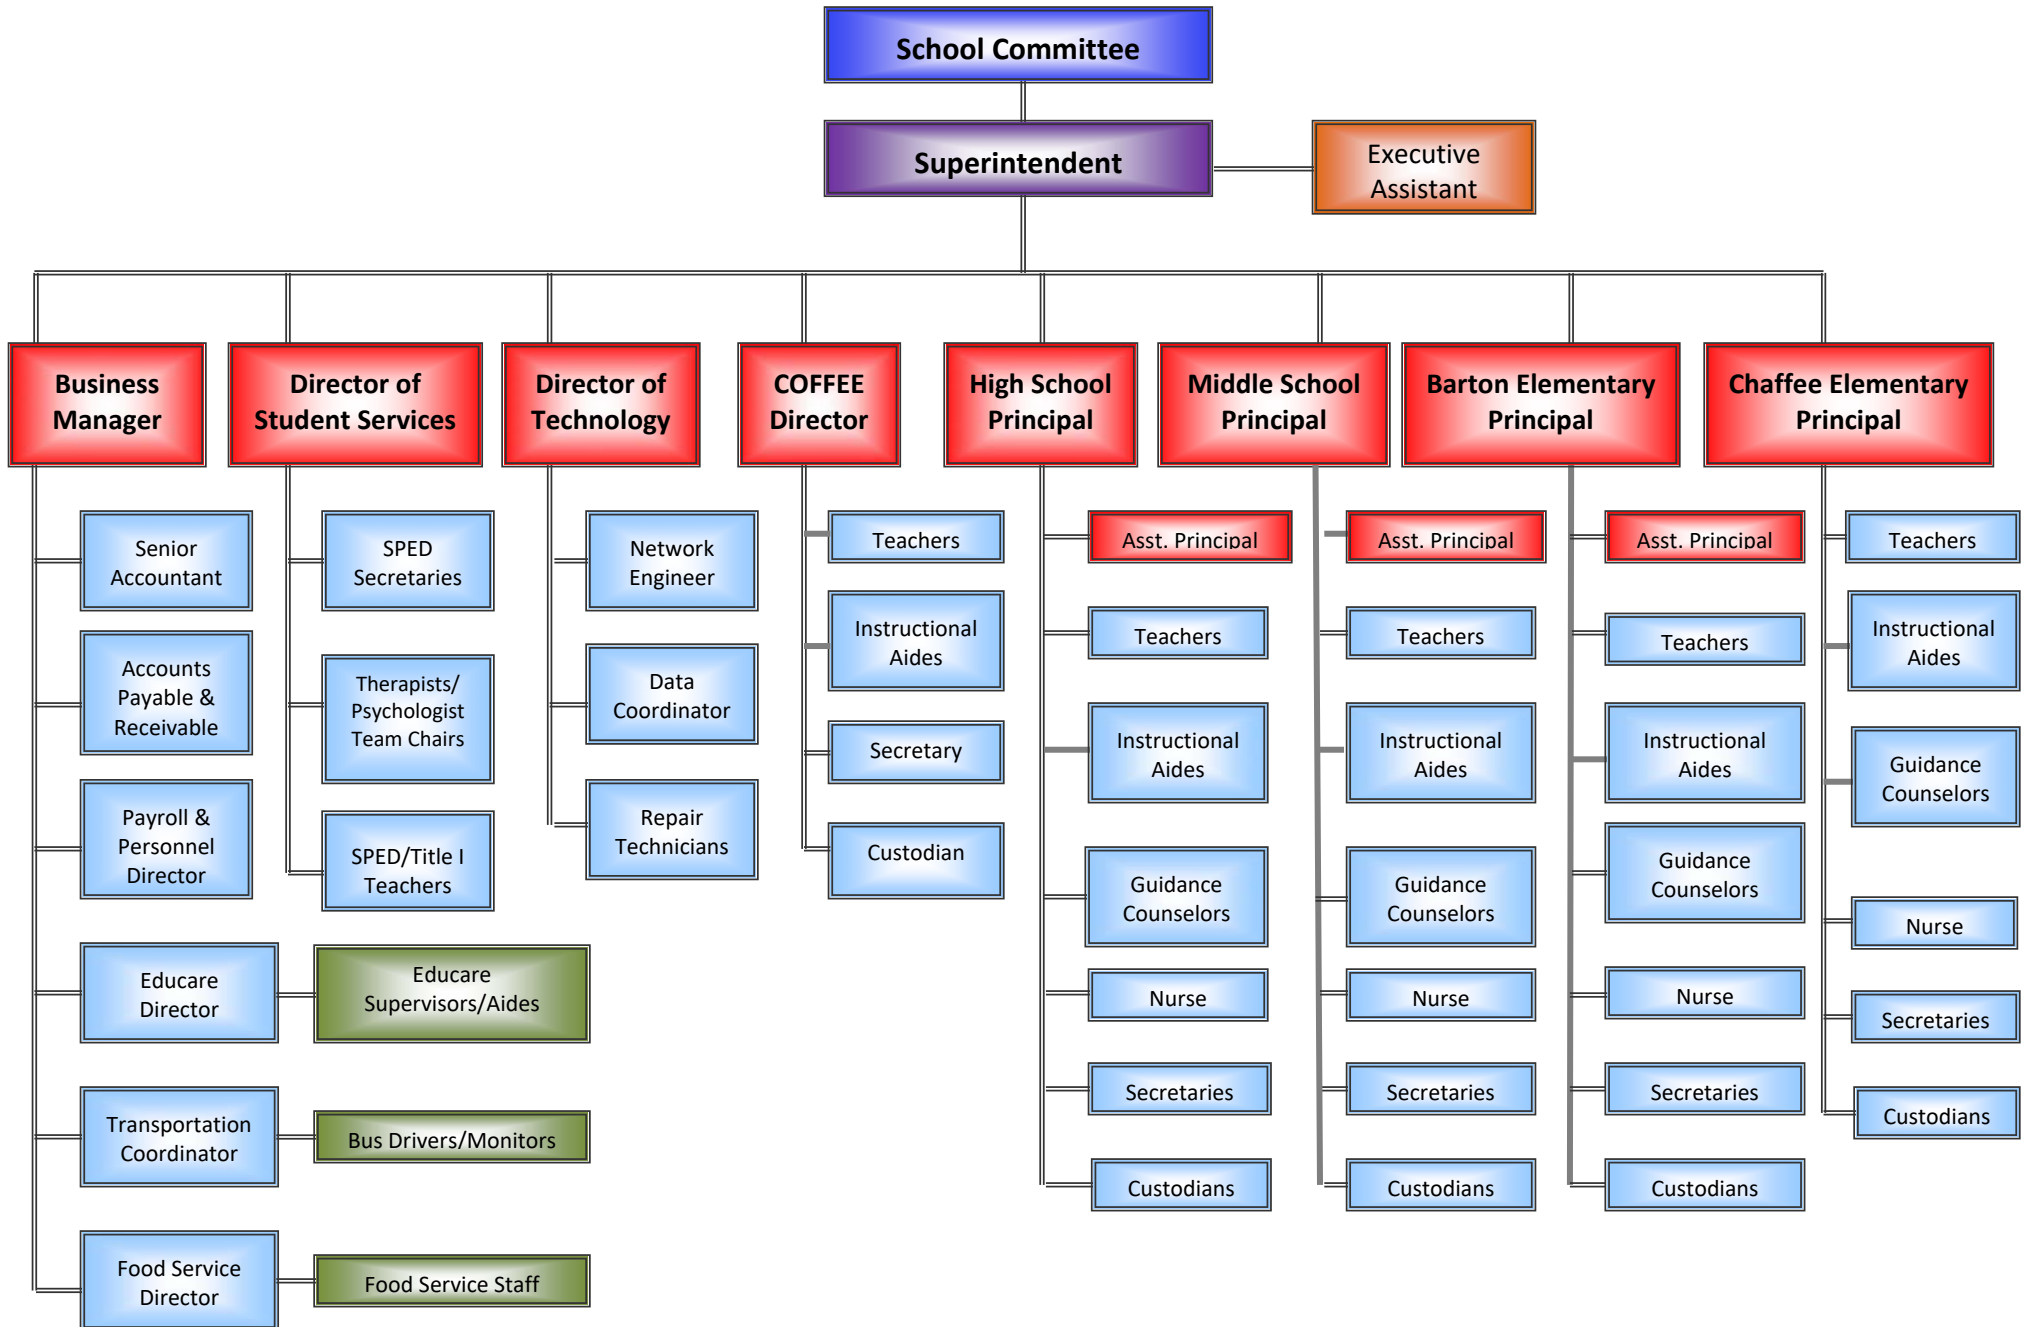 School Committee
Superintendent
Executive
Assistant
Business
Manager
Director of
Student Services
Director of
Technology
COFFEE
Director
High School
Principal
Middle School
Principal
Barton Elementary
Principal
Chaffee Elementary
Principal
Senior
Accountant
Accounts
Payable &
Receivable
Payroll &
Personnel
Director
Educare
Director
Educare
Supervisors/Aides
Transportation
Coordinator
Bus Drivers/Monitors
Food Service
Director
Food Service Staff
SPED
Secretaries
Therapists/
Psychologist
Team Chairs
SPED/Title I
Teachers
Network
Engineer
Data
Coordinator
Repair
Technicians
Teachers
Instructional
Aides
Secretary
Custodian
Asst. Principal
Teachers
Instructional
Aides
Guidance
Counselors
Nurse
Secretaries
Custodians
Asst. Principal
Teachers
Instructional
Aides
Guidance
Counselors
Nurse
Secretaries
Custodians
Asst. Principal
Teachers
Instructional
Aides
Guidance
Counselors
Nurse
Secretaries
Custodians
Teachers
Instructional
Aides
Guidance
Counselors
Nurse
Secretaries
Custodians